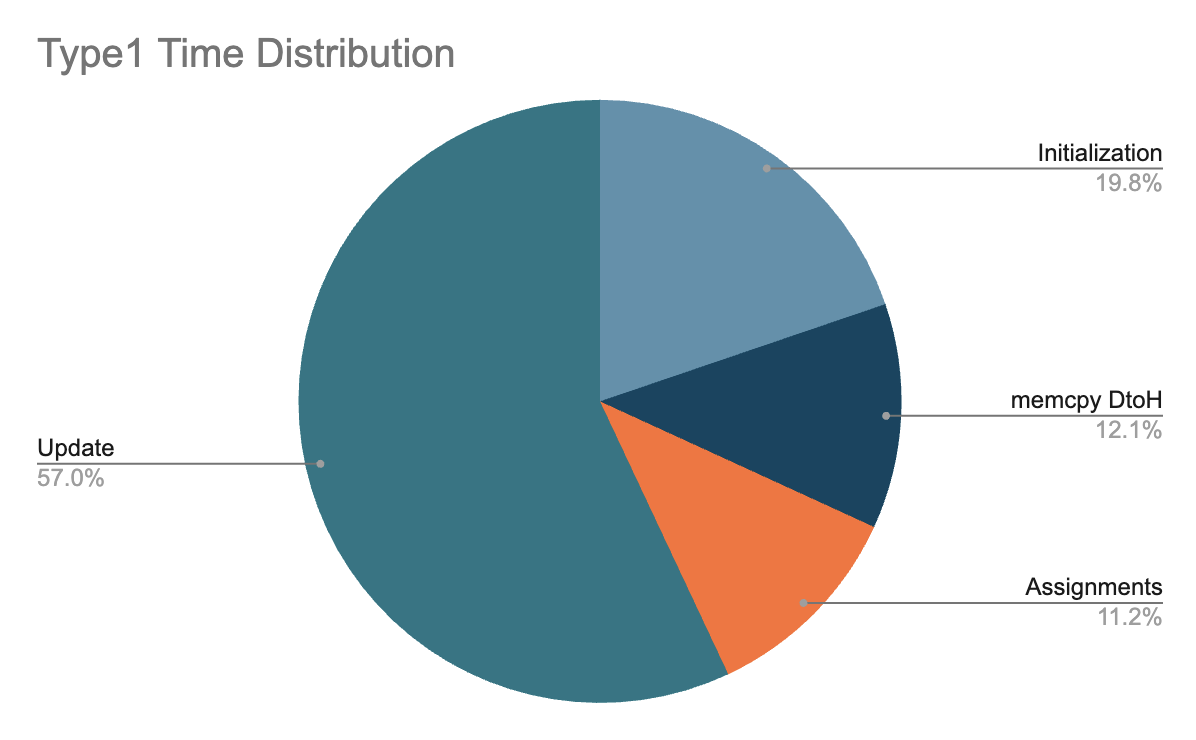 Type1 Time Distribution
Initialization
19.8%
memcpy DtoH
12.1%
Update
57.0%
Assignments
11.2%